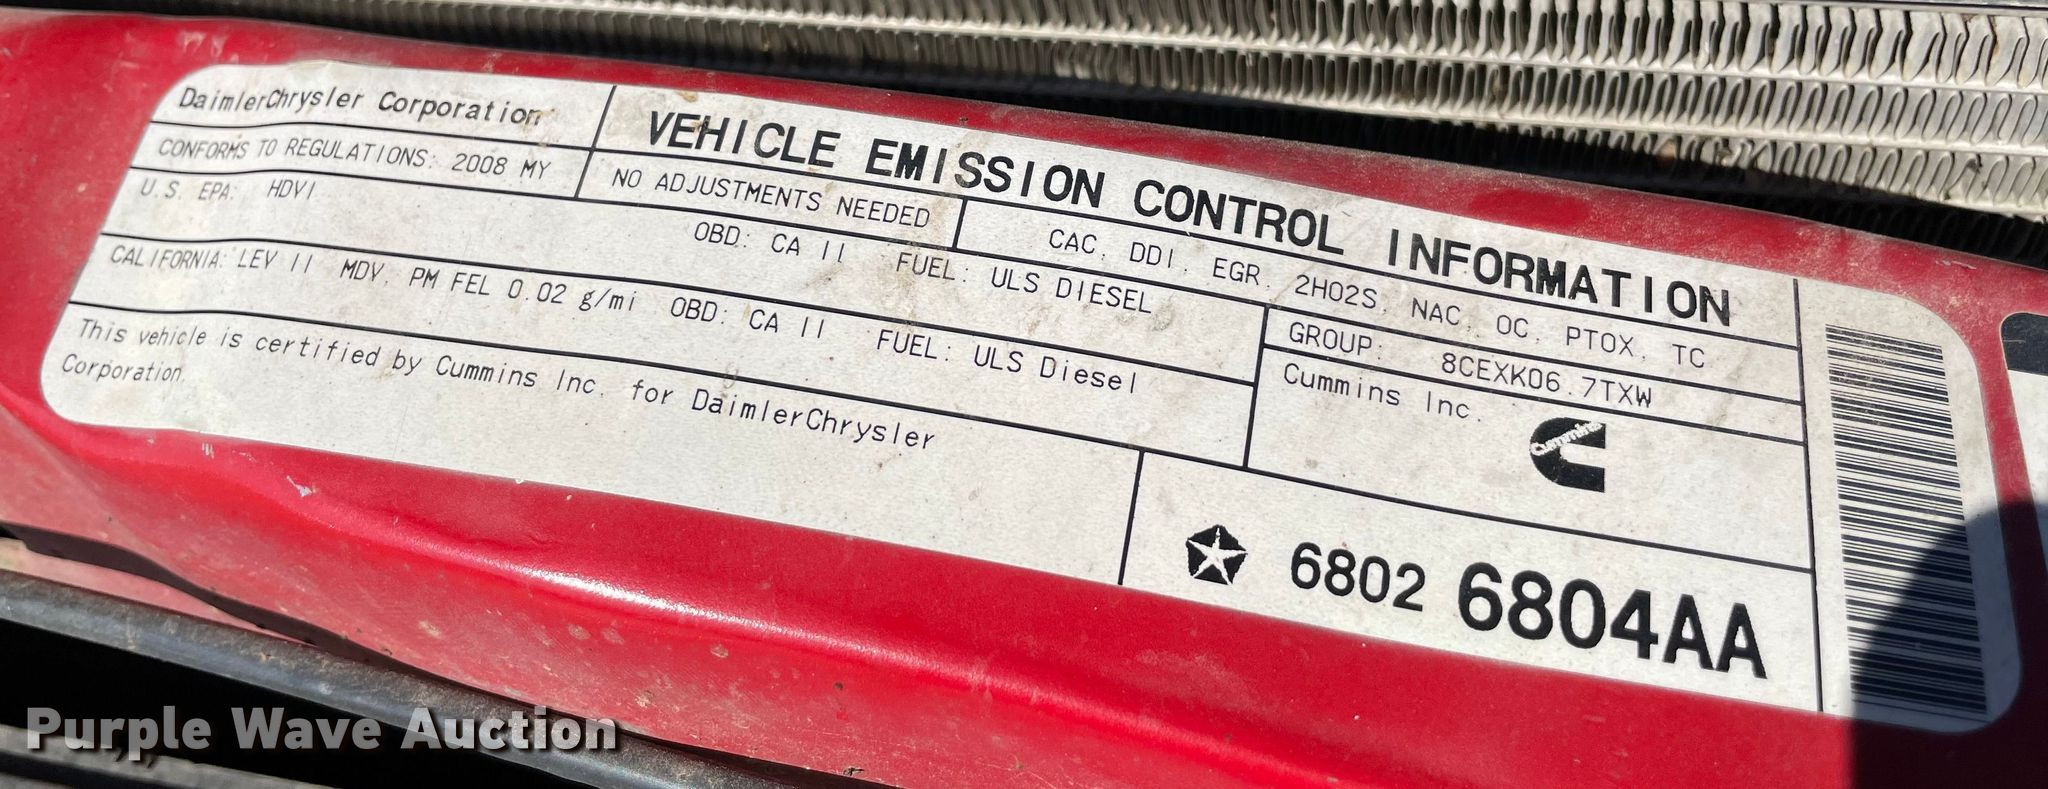 DaimlerChrysler Corporation
VEHICLE EMISSION CONTROL INFORMATION
CONFORMS TO REGULATIONS: 2008 MY
NO ADJUSTMENTS NEEDED
CAC, DDI, EGR, 2HO2S, NAC, OC, PTOX, TC
U.S. EPA: HDV1 OBD: CA II FUEL: ULS DIESEL
GROUP: 8CEXK06.7TXW
CALIFORNIA: LEV II MDV, PM FEL 0.02 g/mi OBD: CA II FUEL: ULS Diesel
Cummins Inc.
Cummins
This vehicle is certified by Cummins Inc. for DaimlerChrysler
Corporation.
6802 6804AA
Purple Wave Auction